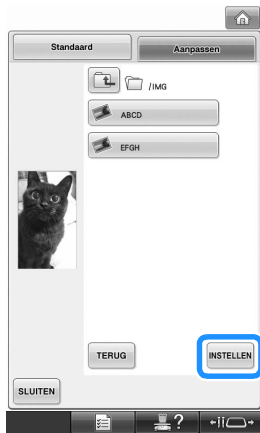 Standaard
Aanpassen
/IMG
ABCD
EFGH
TERUG
INSTELLEN
SLUITEN
?